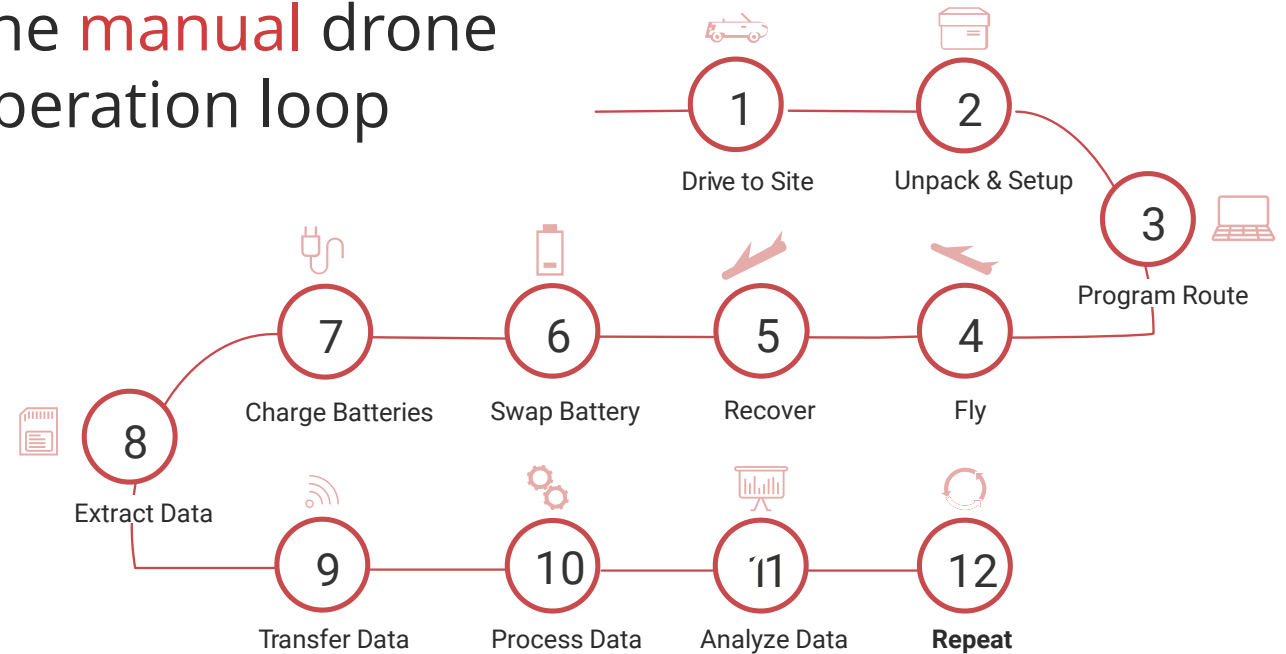 he manual drone
peration loop
1
Drive to Site
2
Unpack & Setup
3
Program Route
4
Fly
5
Recover
6
Swap Battery
7
Charge Batteries
8
Extract Data
9
Transfer Data
10
Process Data
11
Analyze Data
12
Repeat